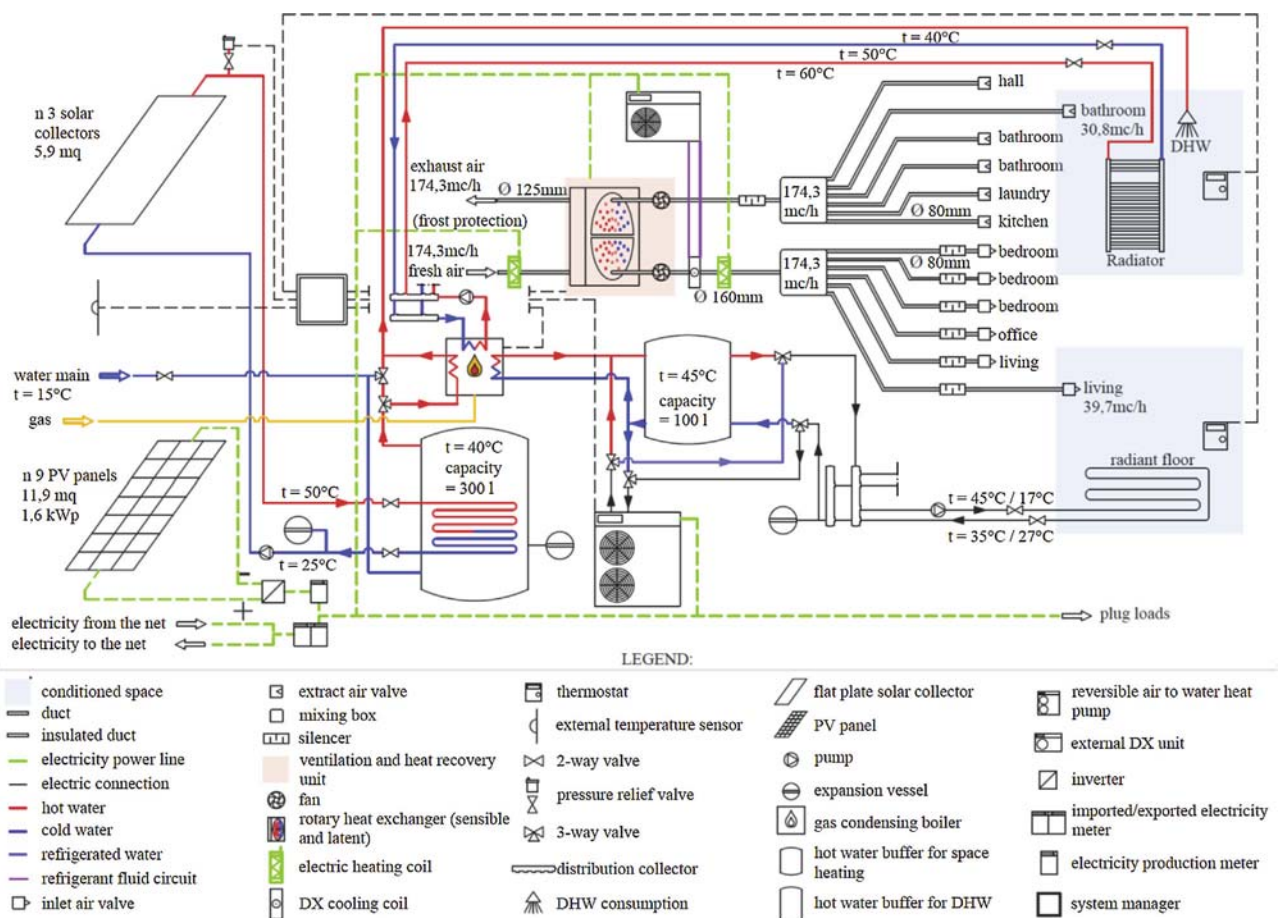 t = 40°C
t = 50°C
t = 60°C
n 3 solar
collectors
5,9 mq
hall
bathroom
30,8mc/h
DHW
bathroom
bathroom
laundry
Ø 80mm
kitchen
exhaust air
174,3mc/h
Ø 125mm
174,3
mc/h
(frost protection)
174,3mc/h
fresh air
Ø 160mm
174,3
mc/h
bedroom
Ø 80mm
bedroom
bedroom
office
living
living
39,7mc/h
Radiator
water main
t = 15°C
gas
t = 45°C
capacity
= 100 l
t = 40°C
capacity
= 300 l
n 9 PV panels
11,9 mq
1,6 kWp
t = 50°C
t = 25°C
radiant floor
t = 45°C / 17°C
t = 35°C / 27°C
-
+
electricity from the net
electricity to the net
plug loads
LEGEND:
conditioned space
duct
insulated duct
electricity power line
electric connection
hot water
cold water
refrigerated water
refrigerant fluid circuit
inlet air valve
extract air valve
mixing box
silencer
ventilation and heat recovery
unit
fan
rotary heat exchanger (sensible
and latent)
electric heating coil
DX cooling coil
thermostat
external temperature sensor
2-way valve
pressure relief valve
3-way valve
distribution collector
DHW consumption
flat plate solar collector
PV panel
pump
expansion vessel
gas condensing boiler
hot water buffer for space
heating
hot water buffer for DHW
reversible air to water heat
pump
external DX unit
inverter
imported/exported electricity
meter
electricity production meter
system manager